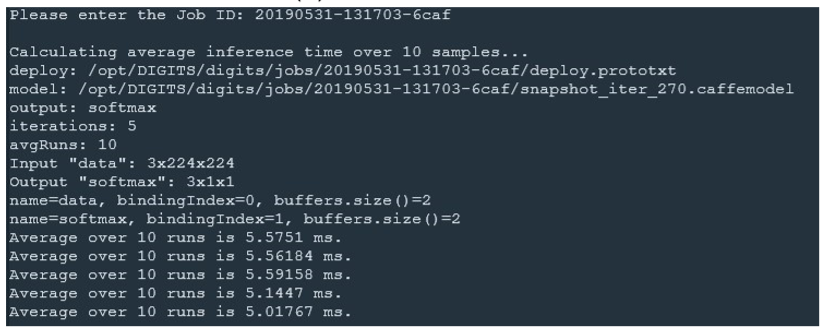 Please enter the Job ID: 20190531-131703-6caf
Calculating average inference time over 10 samples...
deploy: /opt/DIGITS/digits/jobs/20190531-131703-6caf/deploy.prototxt
model: /opt/DIGITS/digits/jobs/20190531-131703-6caf/snapshot_iter_270.caffemodel
output: softmax
iterations: 5
avgRuns: 10
Input "data": 3x224x224
Output "softmax": 3x1x1
name=data, bindingIndex=0, buffers.size()=2
name=softmax, bindingIndex=1, buffers.size()=2
Average over 10 runs is 5.5751 ms.
Average over 10 runs is 5.56184 ms.
Average over 10 runs is 5.59158 ms.
Average over 10 runs is 5.1447 ms.
Average over 10 runs is 5.01767 ms.